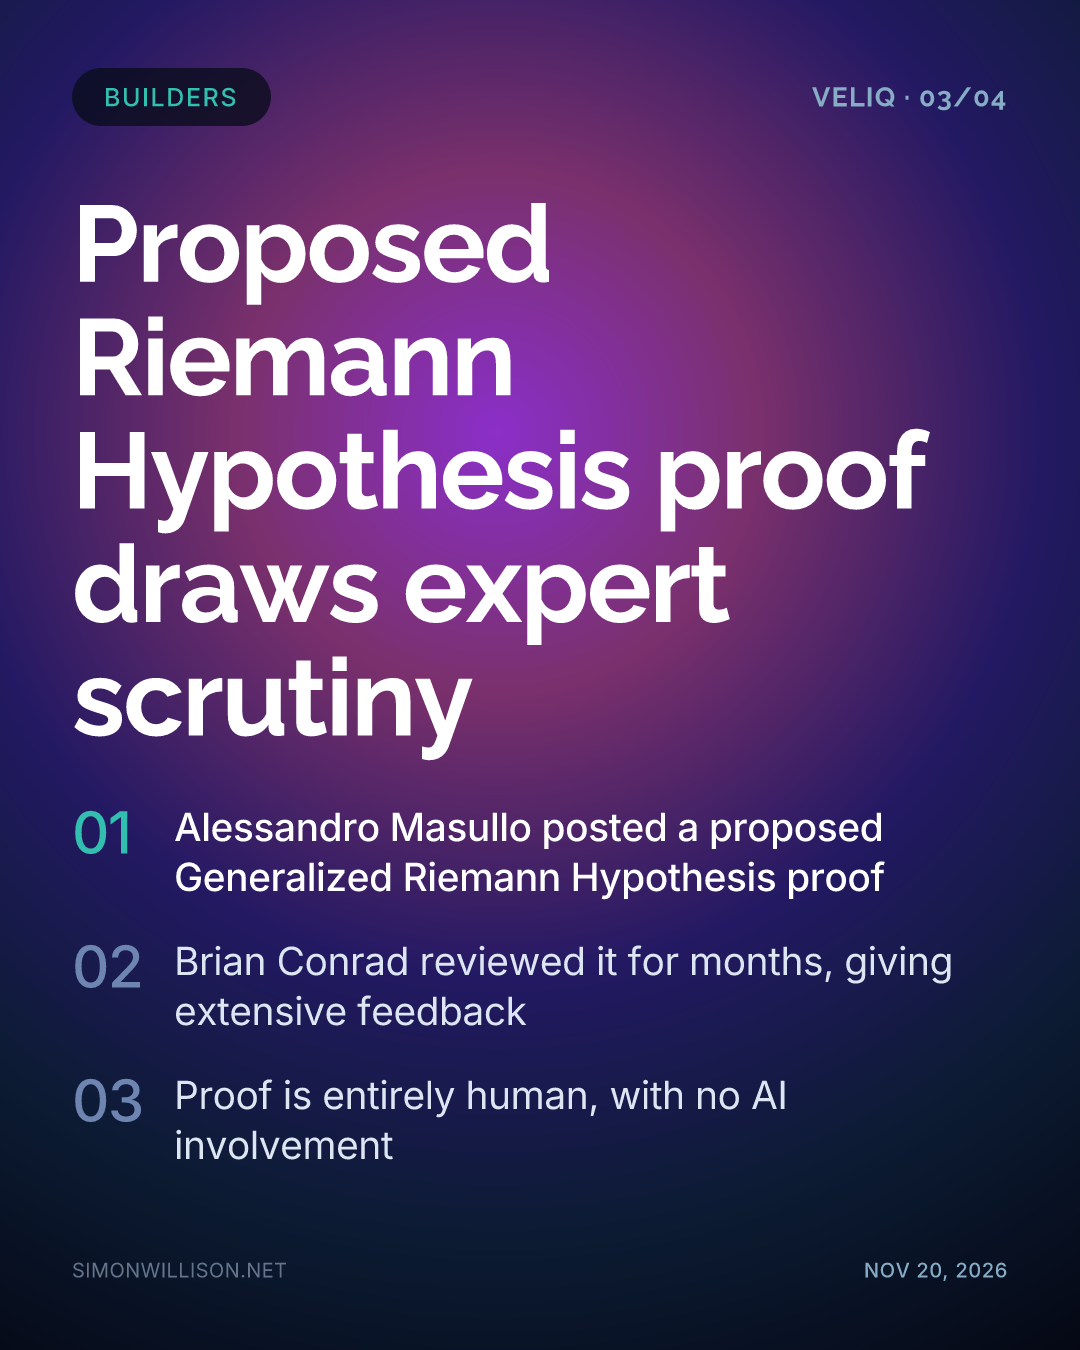 BUILDERS
VELIQ · 03/04
Proposed
Riemann
Hypothesis proof
draws expert
scrutiny
01 Alessandro Masullo posted a proposed
Generalized Riemann Hypothesis proof
02 Brian Conrad reviewed it for months, giving
extensive feedback
03 Proof is entirely human, with no AI
involvement
SIMONWILLISON.NET
NOV 20, 2026